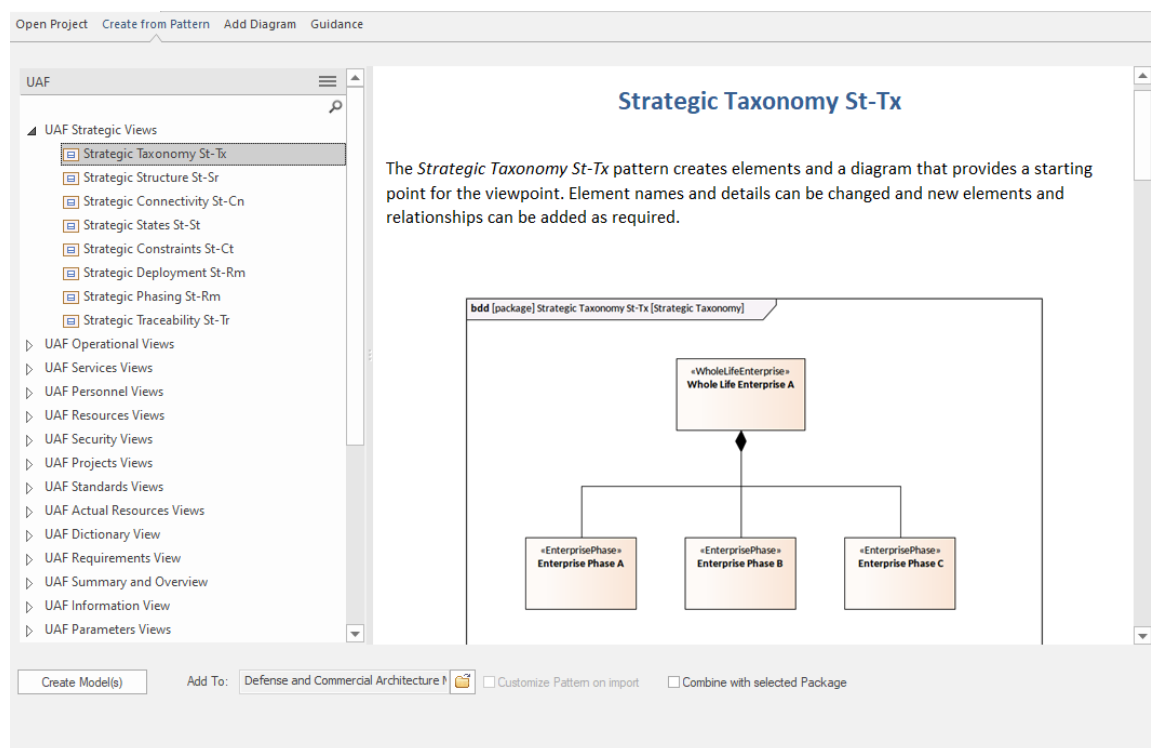 Open Project Create from Pattern Add Diagram Guidance
UAF
UAF Strategic Views
Strategic Taxonomy St-Tx
Strategic Structure St-Sr
Strategic Connectivity St-Cn
Strategic States St-St
Strategic Constraints St-Ct
Strategic Deployment St-Rm
Strategic Phasing St-Rm
Strategic Traceability St-Tr
UAF Operational Views
UAF Services Views
UAF Personnel Views
UAF Resources Views
UAF Security Views
UAF Projects Views
UAF Standards Views
UAF Actual Resources Views
UAF Dictionary View
UAF Requirements View
UAF Summary and Overview
UAF Information View
UAF Parameters Views
Strategic Taxonomy St-Tx
The Strategic Taxonomy St-Tx pattern creates elements and a diagram that provides a starting
point for the viewpoint. Element names and details can be changed and new elements and
relationships can be added as required.
bdd [package] Strategic Taxonomy St-Tx [Strategic Taxonomy]
«WholeLifeEnterprise»
Whole Life Enterprise A
«EnterprisePhase» «EnterprisePhase» «EnterprisePhase»
Enterprise Phase A Enterprise Phase B Enterprise Phase C
Create Model(s) Add To: Defense and Commercial Architecture Customize Pattern on import Combine with selected Package